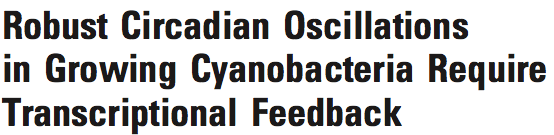 Robust Circadian Oscillations
in Growing Cyanobacteria Require
Transcriptional Feedback